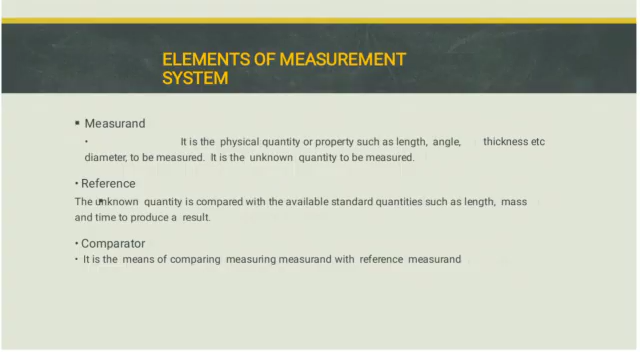 ELEMENTS OF MEASUREMENT
SYSTEM
▪ Measurand
• It is the physical quantity or property such as length, angle, thickness etc
diameter, to be measured. It is the unknown quantity to be measured.
• Reference
The unknown quantity is compared with the available standard quantities such as length, mass
and time to produce a result.
• Comparator
• It is the means of comparing measuring measurand with reference measurand